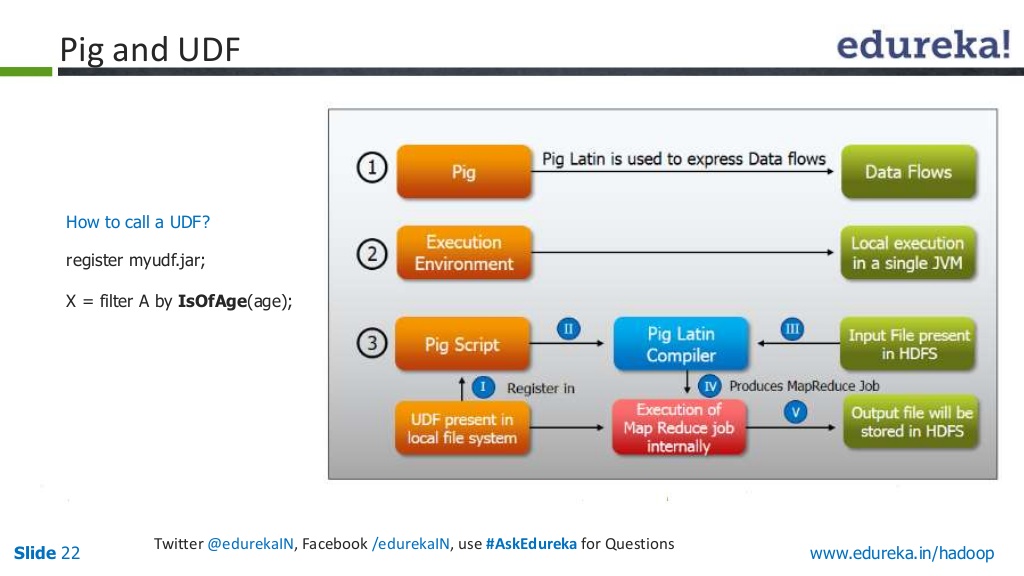 Pig and UDF
edureka!
How to call a UDF?
register myudf.jar;
X = filter A by IsOfAge(age);
1
Pig
Pig Latin is used to express Data flows
Data Flows
2
Execution
Environment
Local execution
in a single JVM
3
Pig Script
II
Pig Latin
Compiler
III
Input File present
in HDFS
I
Register in
IV
Produces MapReduce Job
UDF present in
local file system
Execution of
Map Reduce job
internally
V
Output file will be
stored in HDFS
Slide 22
Twitter @edurekaIN, Facebook /edurekaIN, use #AskEdureka for Questions
www.edureka.in/hadoop